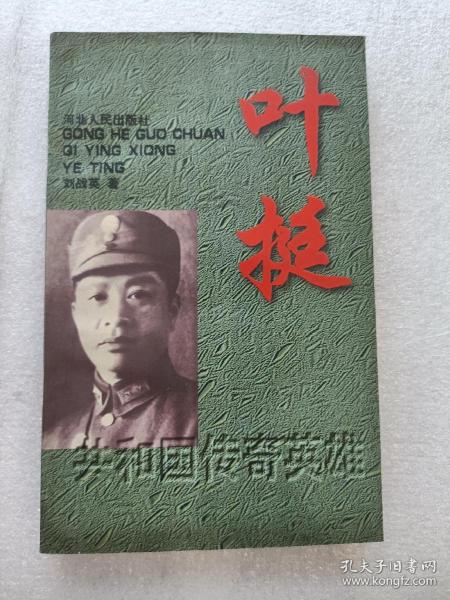 河北人民出版社
GONG HE GUO CHUAN
QI YING XIONG
YE TING
刘战英 著
叶挺
共和国传奇英雄
孔夫子旧书网
www.kongfz.com